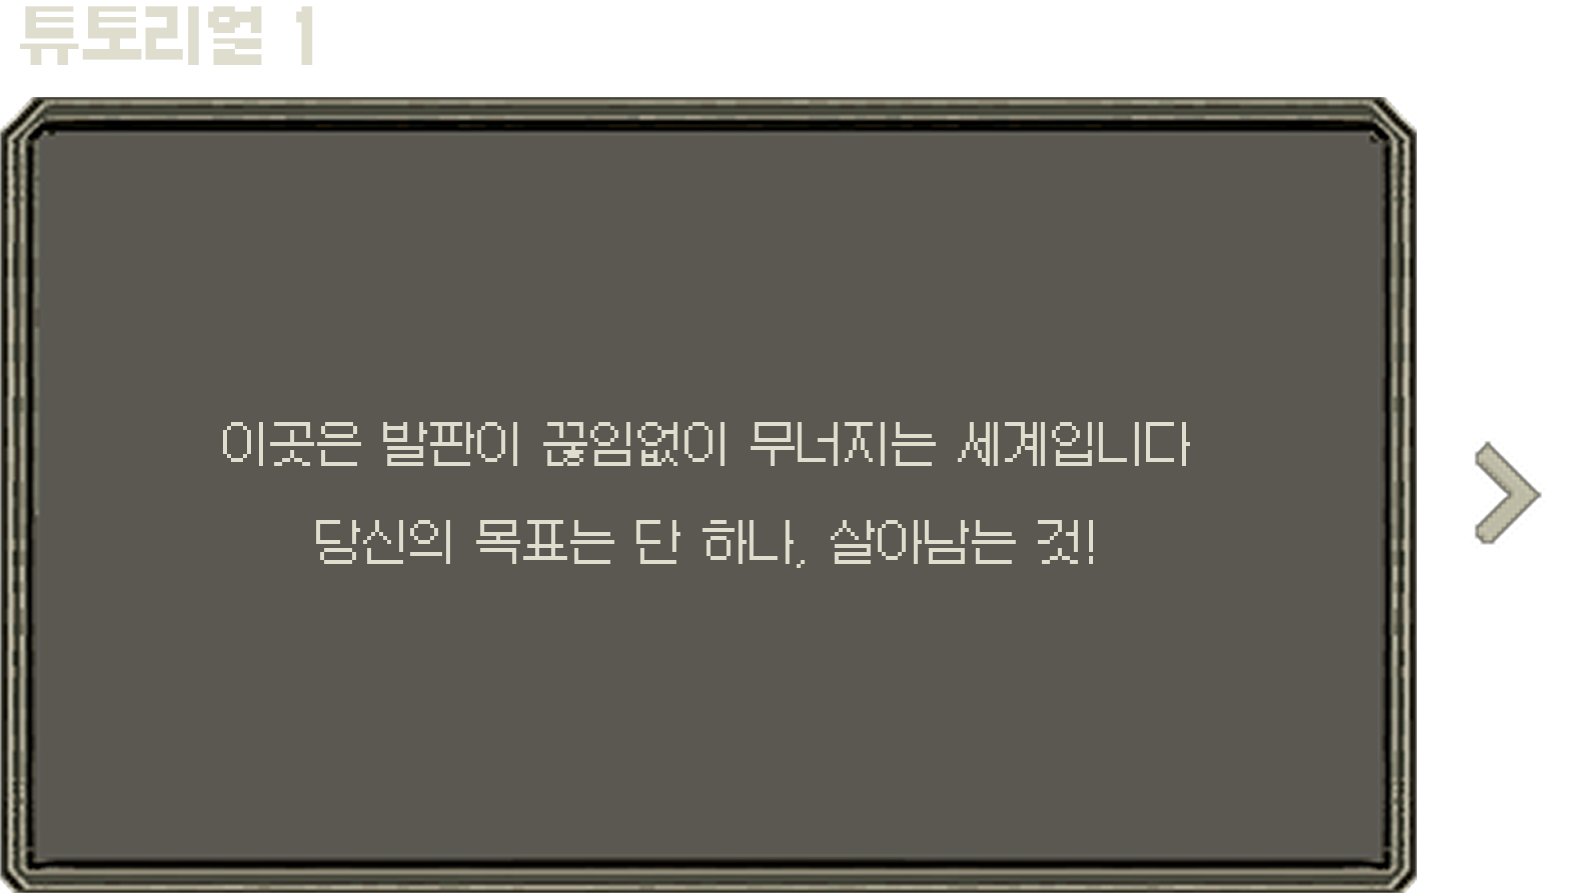 튜토리얼 1
이곳은 발판이 끊임없이 무너지는 세계입니다
당신의 목표는 단 하나, 살아남는 것!